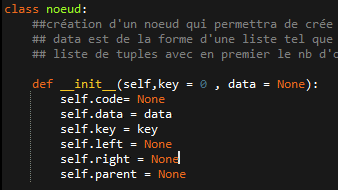 class noeud:
##création d'un noeud qui permettra de crée
## data est de la forme d'une liste tel que
## liste de tuples avec en premier le nb
def __init__(self,key = 0 , data = None):
self.code= None
self.data = data
self.key = key
self.left = None
self.right = None
self.parent = None